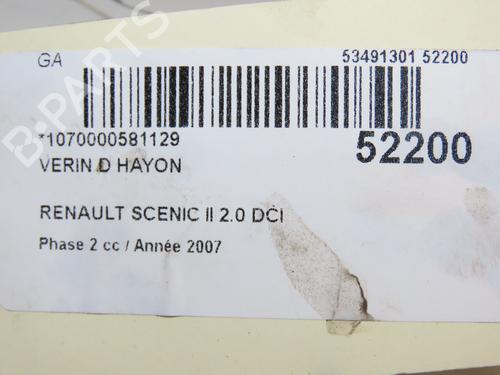 GA
53491301 52200
*1070000581129
52200
VERIN D HAYON
RENAULT SCENIC II 2.0 DCI
Phase 2 cc / Année 2007
B-PARTS